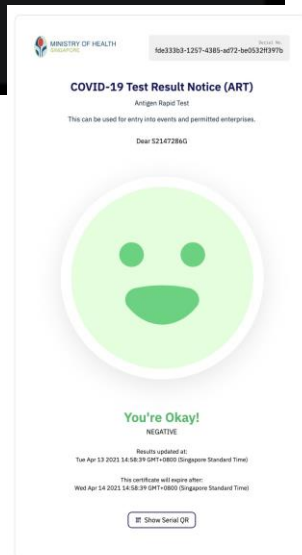 MINISTRY OF HEALTH
SINGAPORE
Serial No.
fde333b3-1257-4385-ad72-be0532ff397b
COVID-19 Test Result Notice (ART)
Antigen Rapid Test
This can be used for entry into events and permitted enterprises.
Dear S2147286G
You're Okay!
NEGATIVE
Results updated at:
Tue Apr 13 2021 14:58:39 GMT+0800 (Singapore Standard Time)
This certificate will expire after:
Wed Apr 14 2021 14:58:39 GMT+0800 (Singapore Standard Time)
Show Serial QR